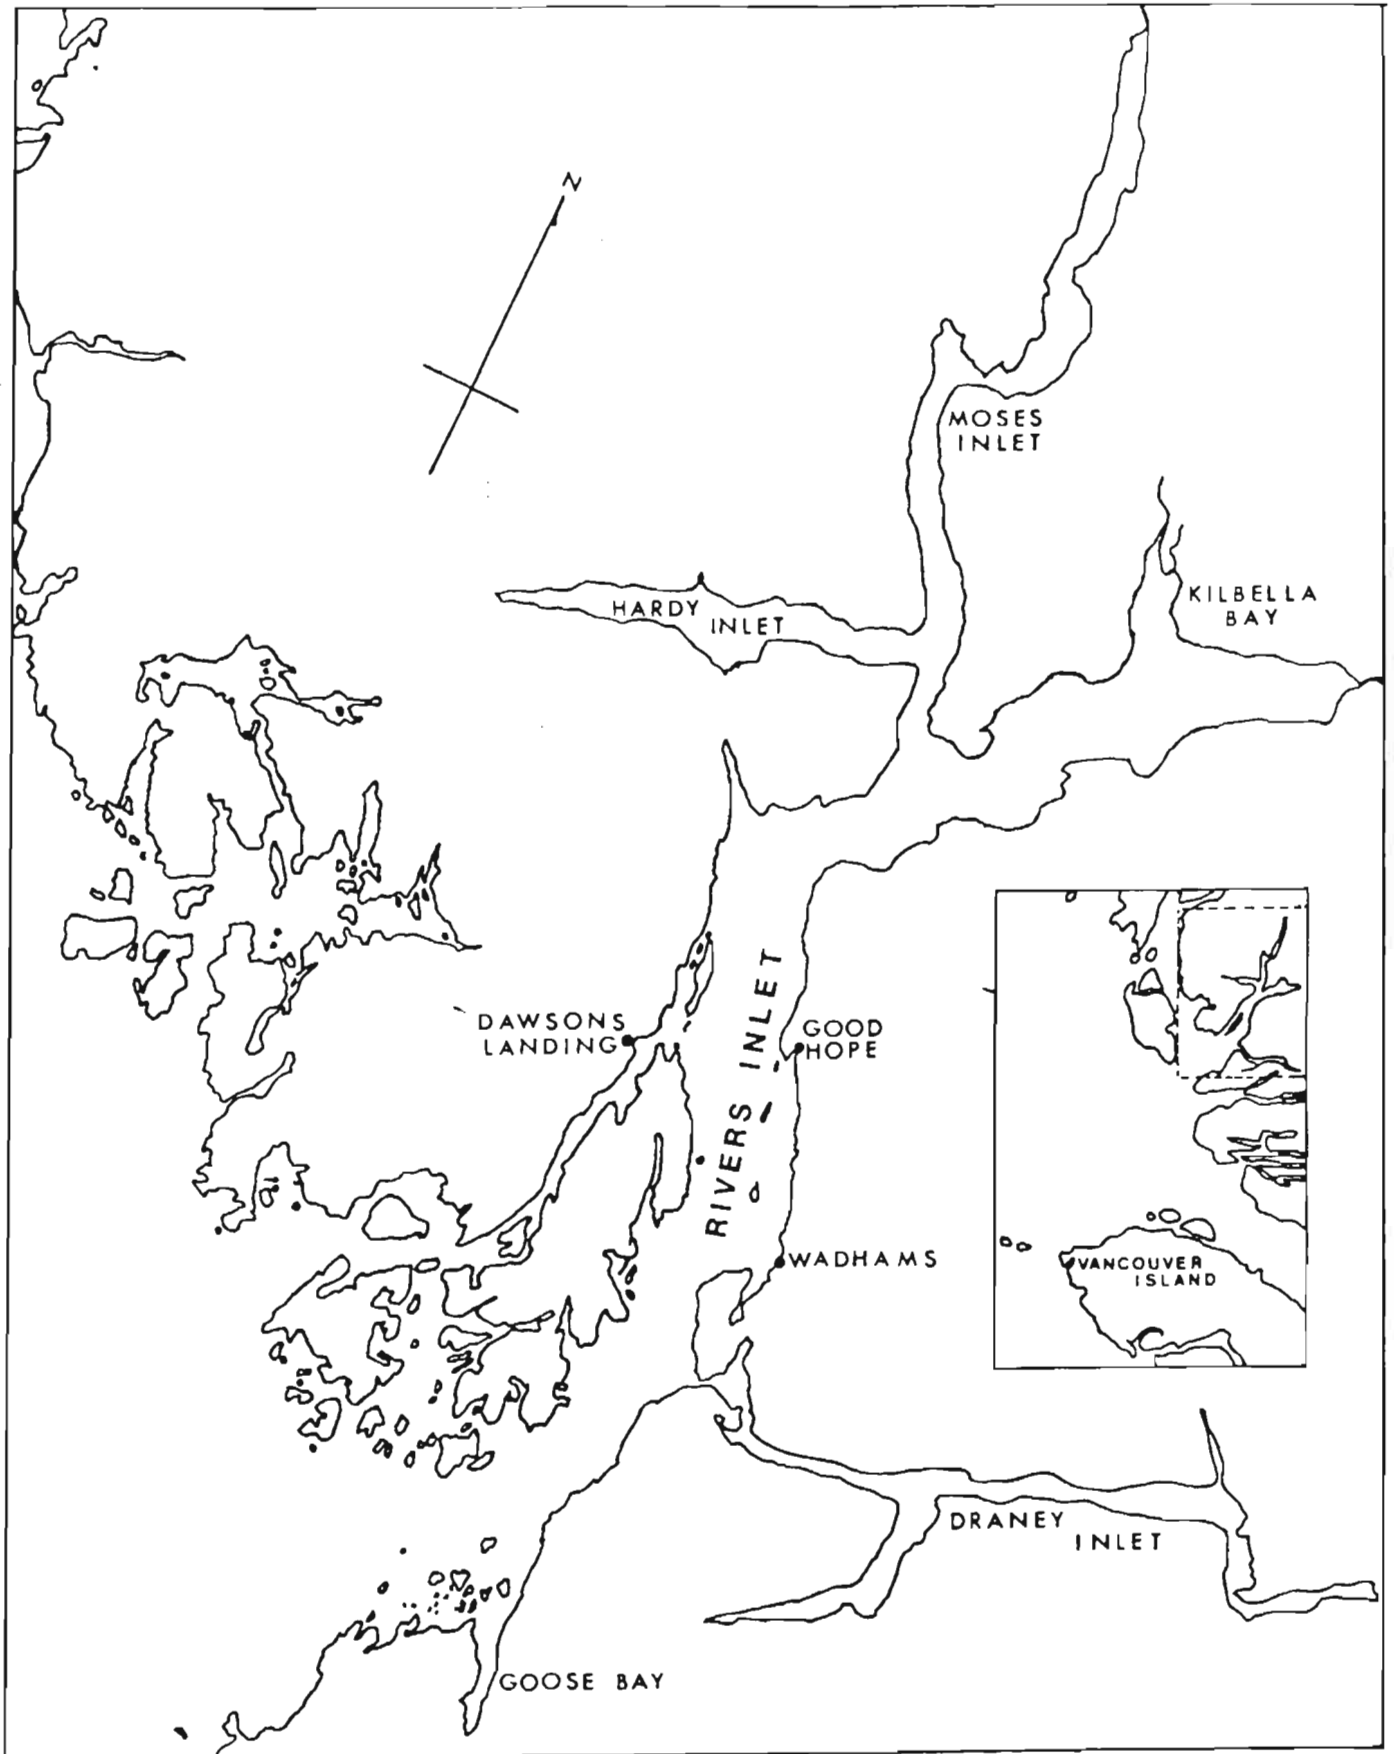 N
MOSES
INLET
KILBELLA
BAY
HARDY
INLET
DAWSONS
LANDING
GOOD
HOPE
RIVERS INLET
WADHAMS
VANCOUVER
ISLAND
DRANEY
INLET
GOOSE BAY